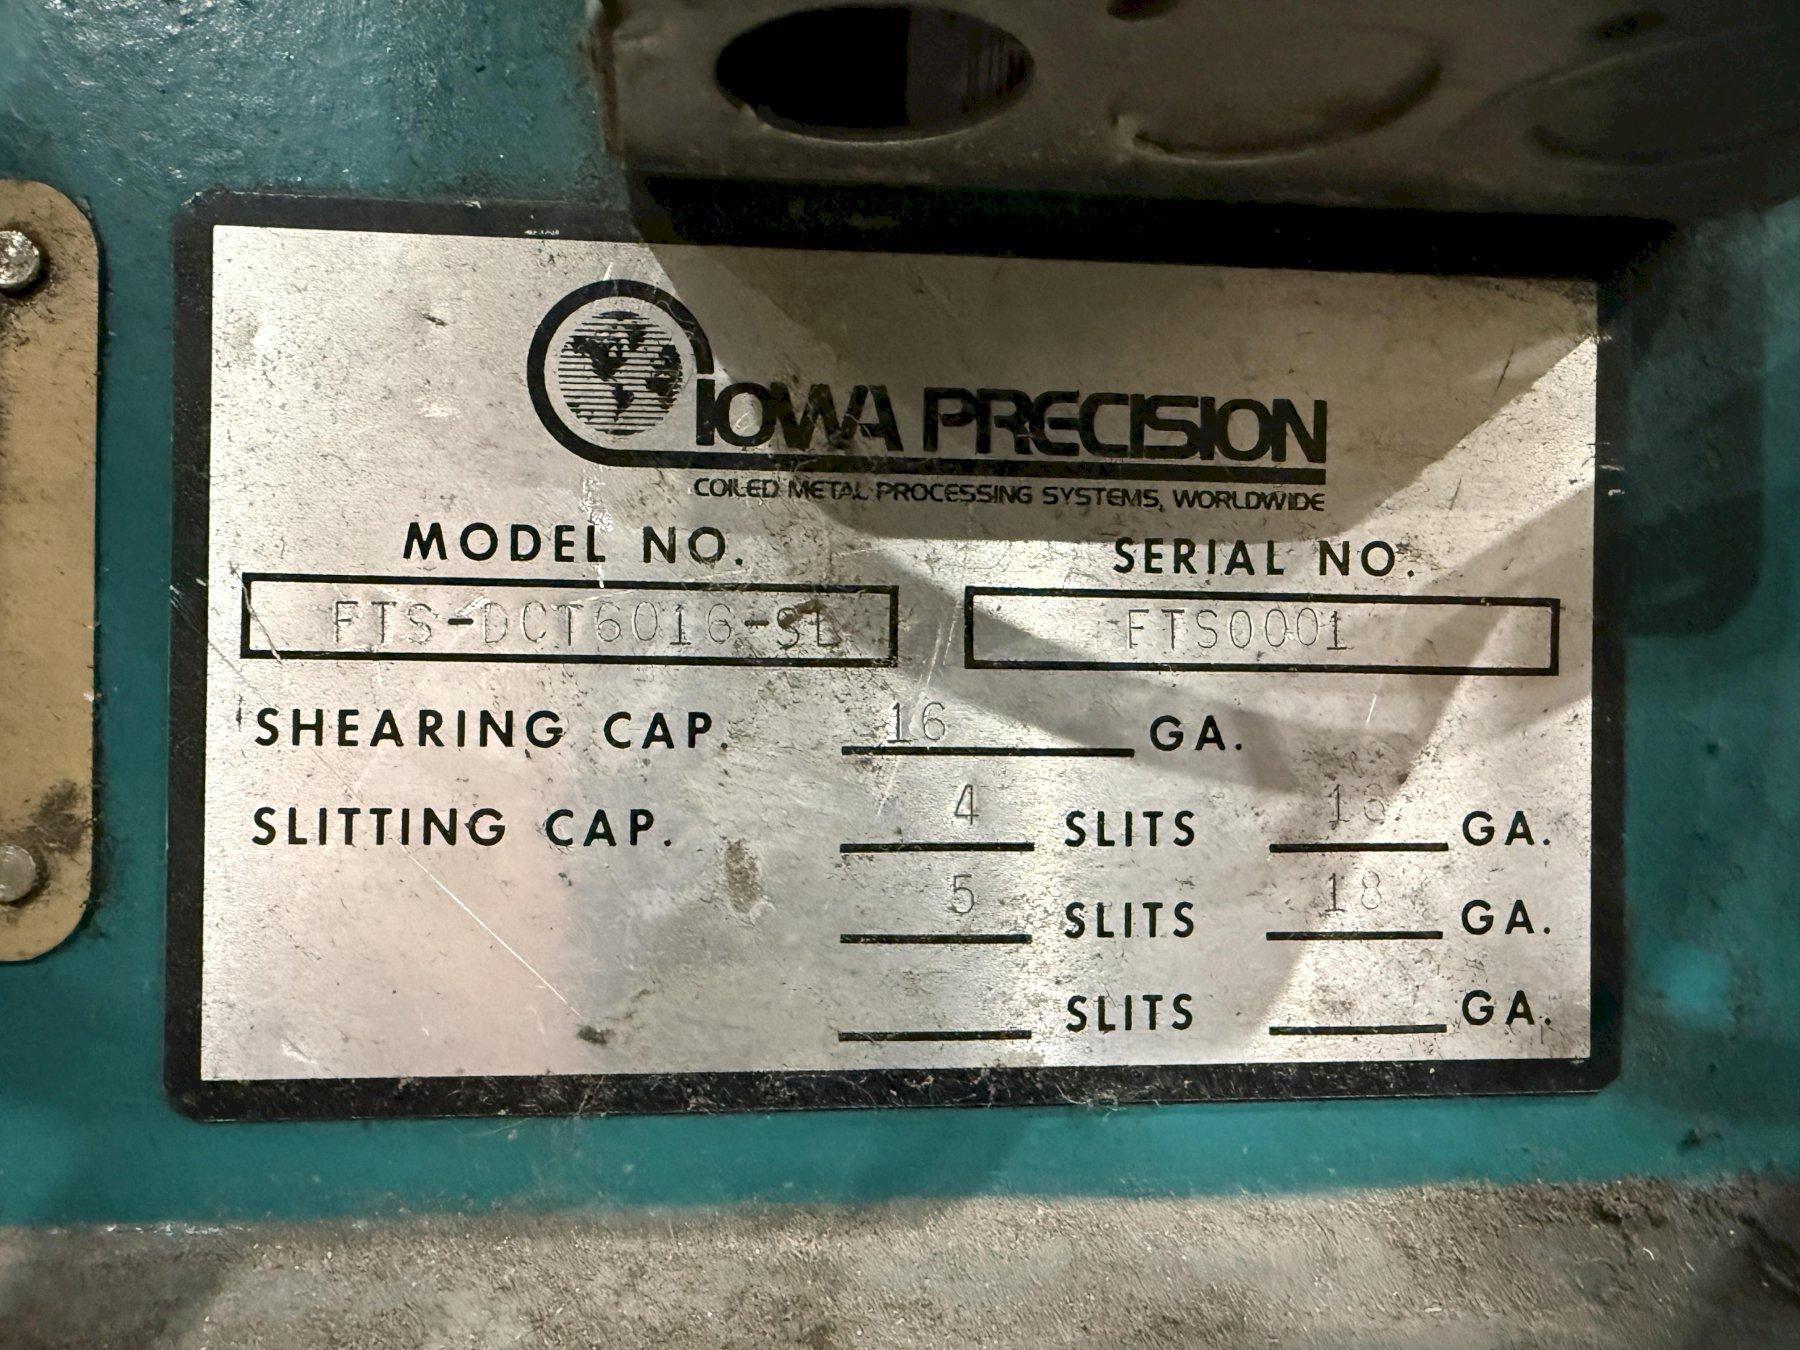 IOWA PRECISION
COILED METAL PROCESSING SYSTEMS, WORLDWIDE
MODEL NO. SERIAL NO.
FTS-DCT6016-SL FTS0001
SHEARING CAP. 16 GA.
SLITTING CAP. 4 SLITS 16 GA.
5 SLITS 18 GA.
SLITS GA.